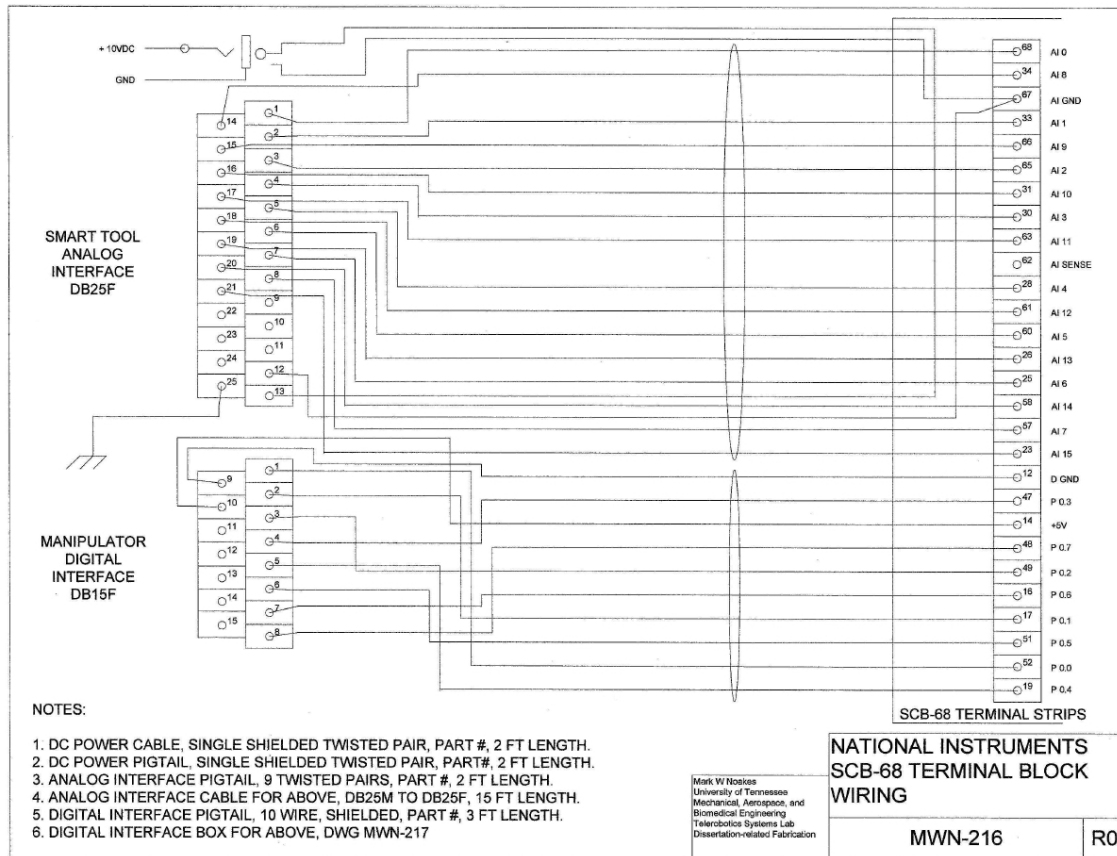 + 10VDC
GND
SMART TOOL
ANALOG
INTERFACE
DB25F
14
15
16
17
18
19
20
21
22
23
24
25
1
2
3
4
5
6
7
8
9
10
11
12
13
MANIPULATOR
DIGITAL
INTERFACE
DB15F
9
10
11
12
13
14
15
1
2
3
4
5
6
7
8
68 AI 0
34 AI 8
67 AI GND
33 AI 1
66 AI 9
65 AI 2
31 AI 10
30 AI 3
63 AI 11
62 AI SENSE
28 AI 4
61 AI 12
60 AI 5
26 AI 13
25 AI 6
58 AI 14
57 AI 7
23 AI 15
12 D GND
47 P 0.3
14 +5V
48 P 0.7
49 P 0.2
16 P 0.6
17 P 0.1
51 P 0.5
52 P 0.0
19 P 0.4
SCB-68 TERMINAL STRIPS
NOTES:
1. DC POWER CABLE, SINGLE SHIELDED TWISTED PAIR, PART #, 2 FT LENGTH.
2. DC POWER PIGTAIL, SINGLE SHIELDED TWISTED PAIR, PART#, 2 FT LENGTH.
3. ANALOG INTERFACE PIGTAIL, 9 TWISTED PAIRS, PART #, 2 FT LENGTH.
4. ANALOG INTERFACE CABLE FOR ABOVE, DB25M TO DB25F, 15 FT LENGTH.
5. DIGITAL INTERFACE PIGTAIL, 10 WIRE, SHIELDED, PART #, 3 FT LENGTH.
6. DIGITAL INTERFACE BOX FOR ABOVE, DWG MWN-217
Mark W Noakes
University of Tennessee
Mechanical, Aerospace, and
Biomedical Engineering
Telerobotics Systems Lab
Dissertation-related Fabrication
NATIONAL INSTRUMENTS
SCB-68 TERMINAL BLOCK
WIRING
MWN-216
R0